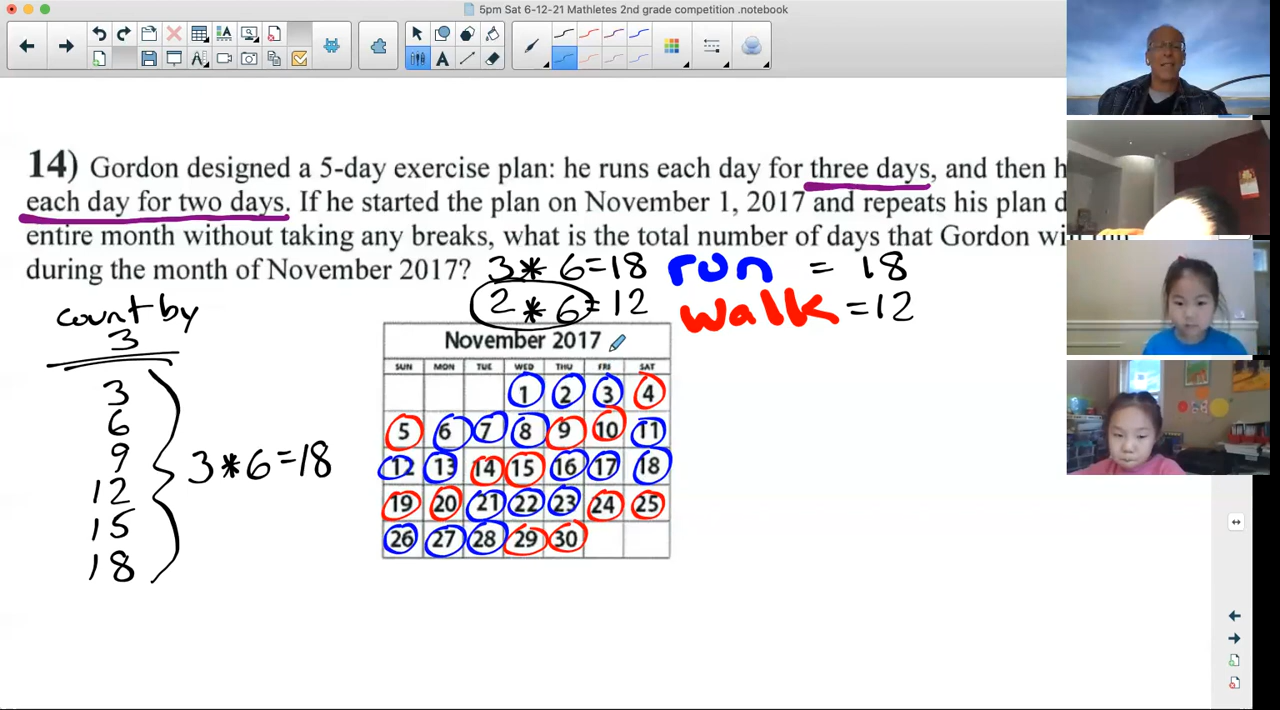 5pm Sat 6-12-21 Mathletes 2nd grade competition .notebook
14) Gordon designed a 5-day exercise plan: he runs each day for three days, and then h
each day for two days. If he started the plan on November 1, 2017 and repeats his plan d
entire month without taking any breaks, what is the total number of days that Gordon wi
during the month of November 2017? 3 * 6 = 18 run = 18
2 * 6 = 12 walk = 12
count by
3
3
6
9
12
15
18
3 * 6 = 18
November 2017
SUN MON TUE WED THU FRI SAT
1 2 3 4
5 6 7 8 9 10 11
12 13 14 15 16 17 18
19 20 21 22 23 24 25
26 27 28 29 30